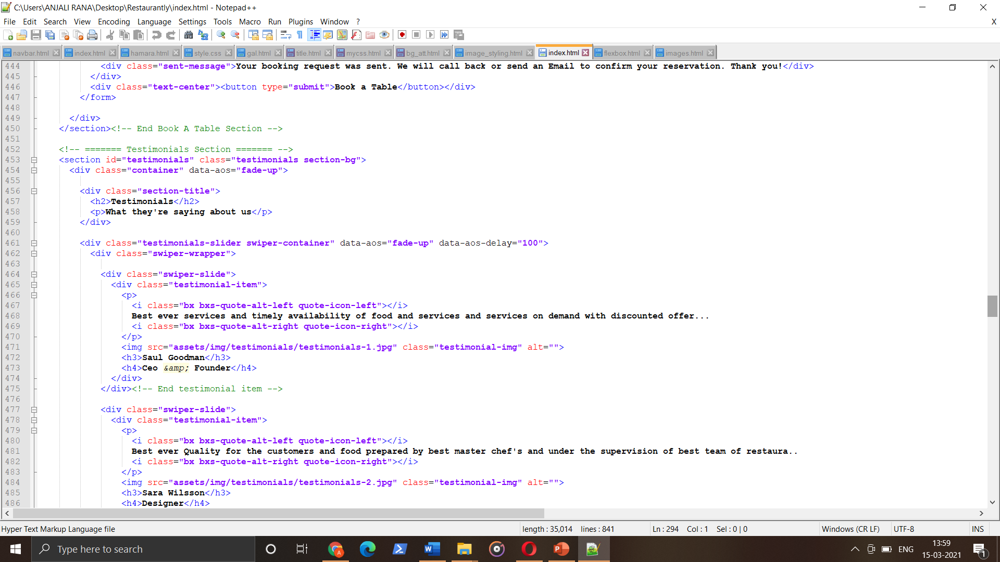 C:\Users\ANJALI RANA\Desktop\Restaurantly\index.html - Notepad++
File Edit Search View Encoding Language Settings Tools Macro Run Plugins Window ? X
navbar.html index.html hamara.html style.css gal.html title.html mycss.html bg_att.html image_styling.html index.html flexbox.html images.html
444 <div class="sent-message">Your booking request was sent. We will call back or send an Email to confirm your reservation. Thank you!</div>
445 </div>
446 <div class="text-center"><button type="submit">Book a Table</button></div>
447 </form>
448
449 </div>
450 </section><!-- End Book A Table Section -->
451
452 <!-- ======= Testimonials Section ======= -->
453 <section id="testimonials" class="testimonials section-bg">
454 <div class="container" data-aos="fade-up">
455
456 <div class="section-title">
457 <h2>Testimonials</h2>
458 <p>What they're saying about us</p>
459 </div>
460
461 <div class="testimonials-slider swiper-container" data-aos="fade-up" data-aos-delay="100">
462 <div class="swiper-wrapper">
463
464 <div class="swiper-slide">
465 <div class="testimonial-item">
466 <p>
467 <i class="bx bxs-quote-alt-left quote-icon-left"></i>
468 Best ever services and timely availability of food and services and services on demand with discounted offer...
469 <i class="bx bxs-quote-alt-right quote-icon-right"></i>
470 </p>
471 <img src="assets/img/testimonials/testimonials-1.jpg" class="testimonial-img" alt="">
472 <h3>Saul Goodman</h3>
473 <h4>Ceo &amp; Founder</h4>
474 </div>
475 </div><!-- End testimonial item -->
476
477 <div class="swiper-slide">
478 <div class="testimonial-item">
479 <p>
480 <i class="bx bxs-quote-alt-left quote-icon-left"></i>
481 Best ever Quality for the customers and food prepared by best master chef's and under the supervision of best team of restaura..
482 <i class="bx bxs-quote-alt-right quote-icon-right"></i>
483 </p>
484 <img src="assets/img/testimonials/testimonials-2.jpg" class="testimonial-img" alt="">
485 <h3>Sara Wilsson</h3>
486 <h4>Designer</h4>
Hyper Text Markup Language file length : 35,014 lines : 841 Ln : 294 Col : 1 Sel : 0 | 0 Windows (CR LF) UTF-8 INS
Type here to search
ENG
13:59
15-03-2021
1